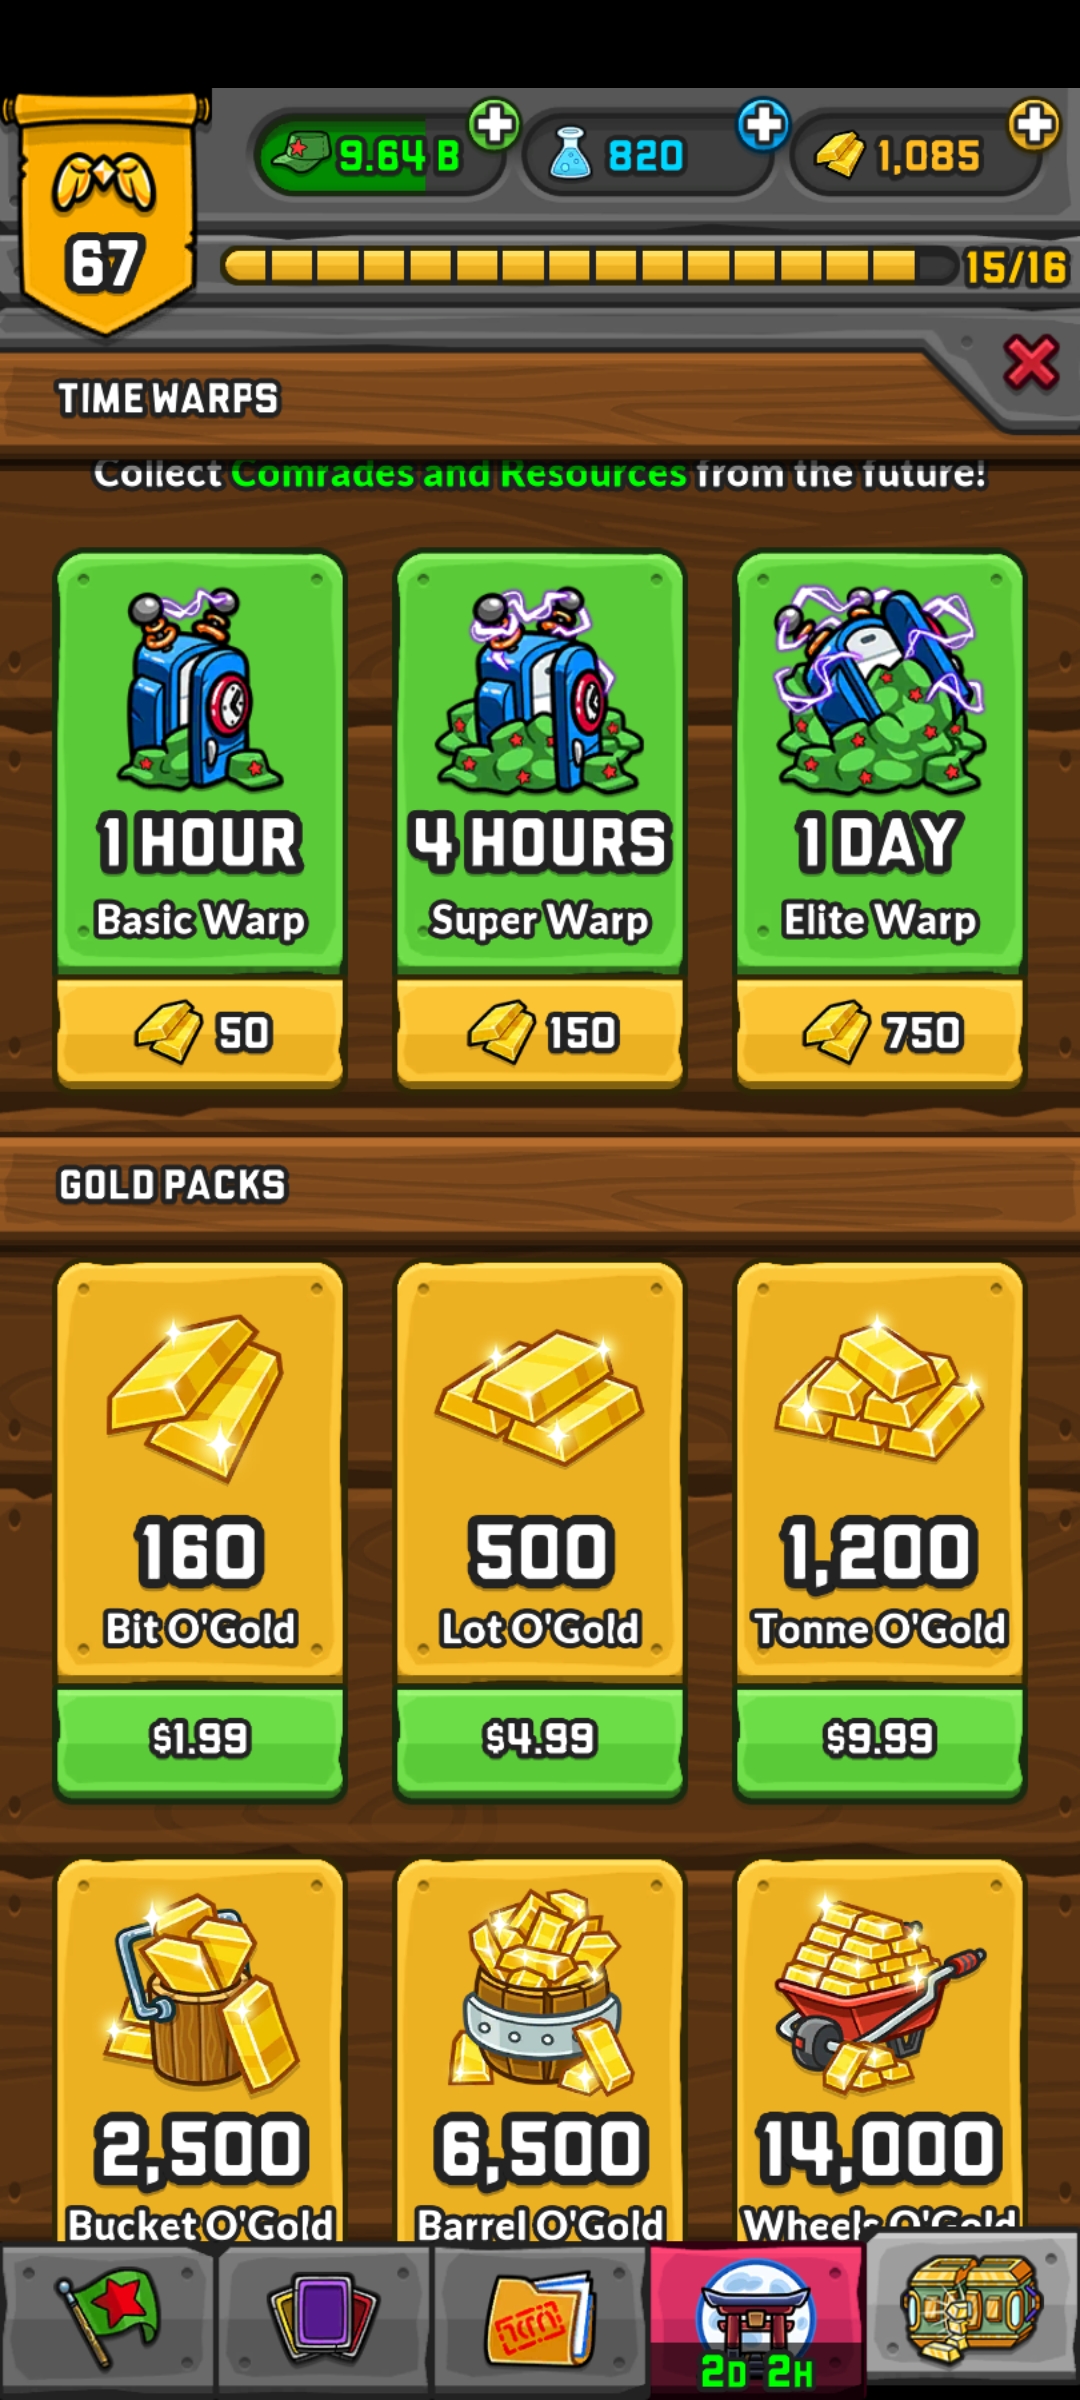 9.64 B
820
1,085
67
15/16
TIME WARPS
Collect Comrades and Resources from the future!
1 HOUR
Basic Warp
50
4 HOURS
Super Warp
150
1 DAY
Elite Warp
750
GOLD PACKS
160
Bit O'Gold
$1.99
500
Lot O'Gold
$4.99
1,200
Tonne O'Gold
$9.99
2,500
Bucket O'Gold
6,500
Barrel O'Gold
14,000
Wheels O'Gold
2D 2H